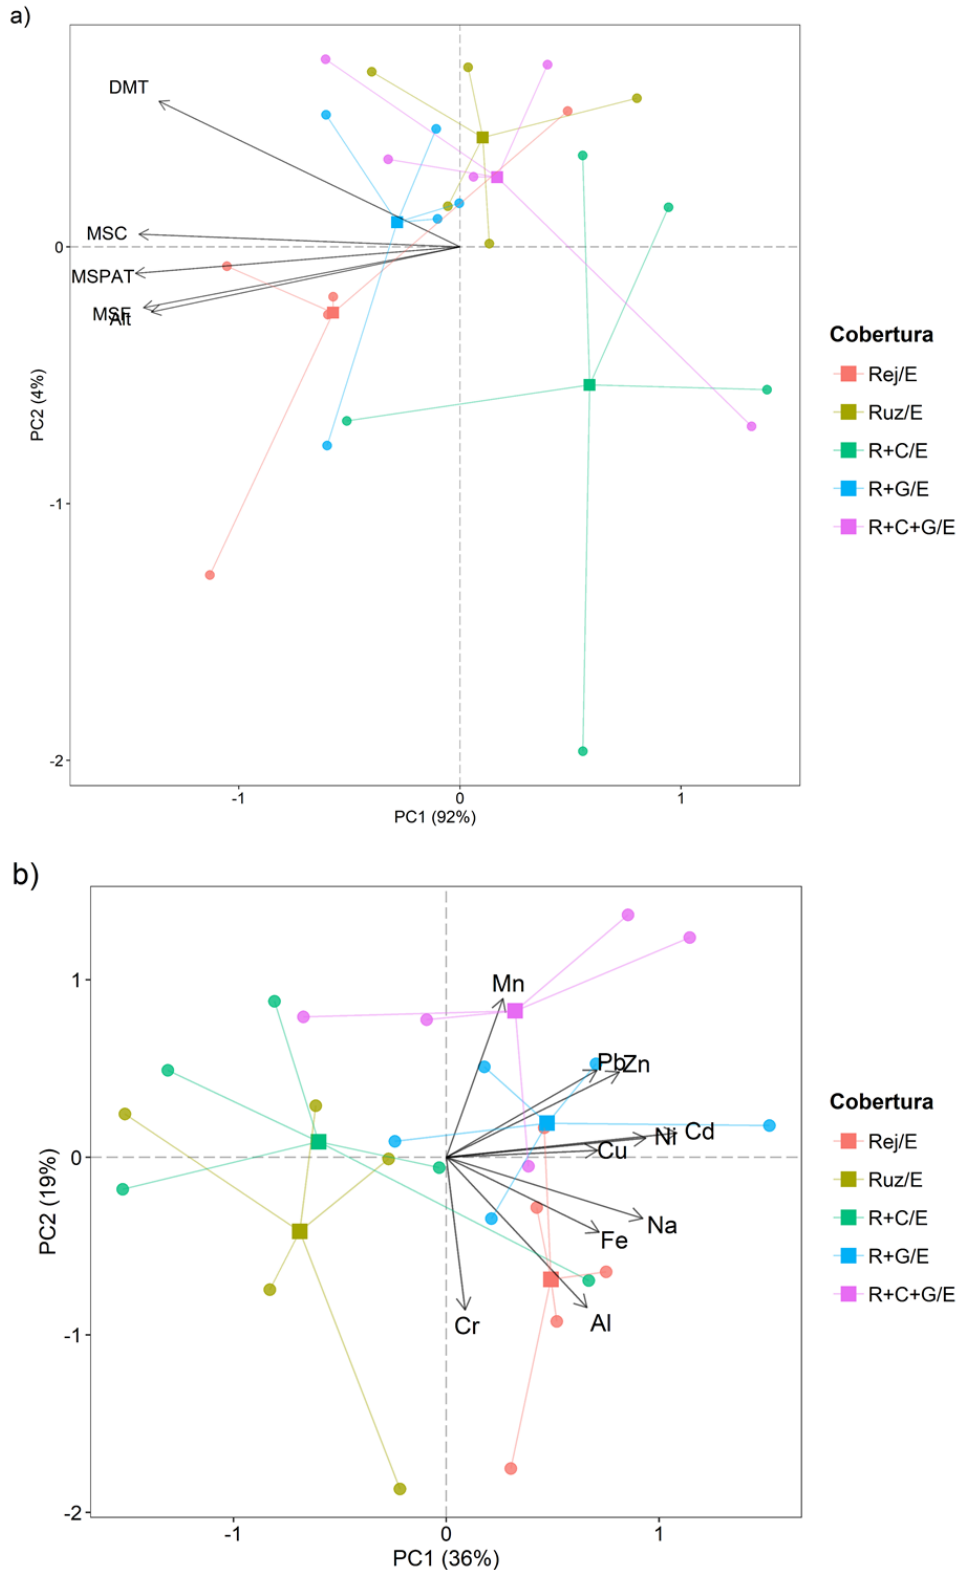 a)
DMT
MSC
MSPAT
MSF
Alt
0
-1
-2
PC2 (4%)
-1
0
1
PC1 (92%)
Cobertura
Rej/E
Ruz/E
R+C/E
R+G/E
R+C+G/E
b)
Mn
Pb
Zn
Cd
Ni
Cu
Na
Fe
Al
Cr
1
0
-1
-2
PC2 (19%)
-1
0
1
PC1 (36%)
Cobertura
Rej/E
Ruz/E
R+C/E
R+G/E
R+C+G/E